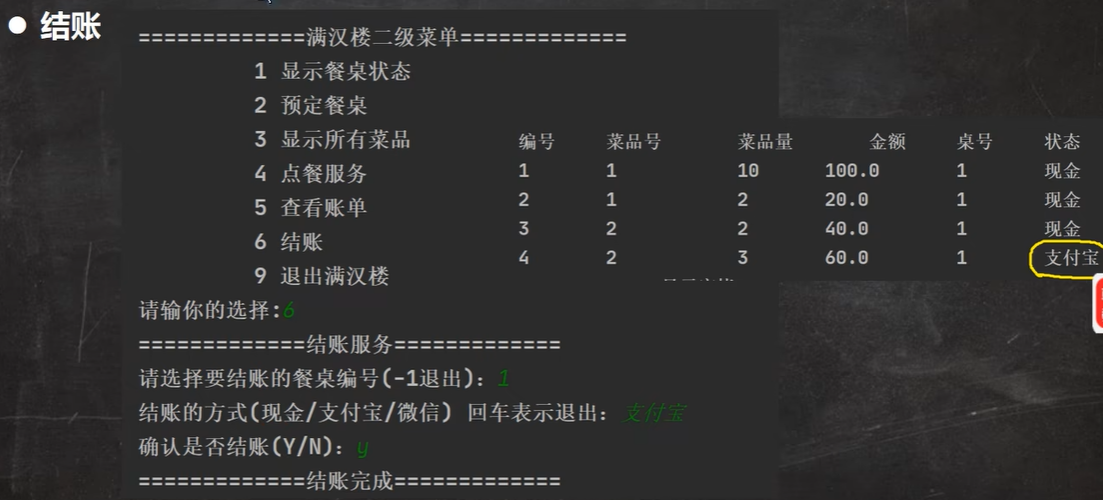 结账
=============满汉楼二级菜单=============
1 显示餐桌状态
2 预定餐桌
3 显示所有菜品
4 点餐服务
5 查看账单
6 结账
9 退出满汉楼
请输你的选择:6
=============结账服务=============
请选择要结账的餐桌编号(-1退出): 1
结账的方式(现金/支付宝/微信) 回车表示退出: 支付宝
确认是否结账(Y/N): y
=============结账完成=============
编号 菜品号 菜品量 金额 桌号 状态
1 1 10 100.0 1 现金
2 1 2 20.0 1 现金
3 2 2 40.0 1 现金
4 2 3 60.0 1 支付宝